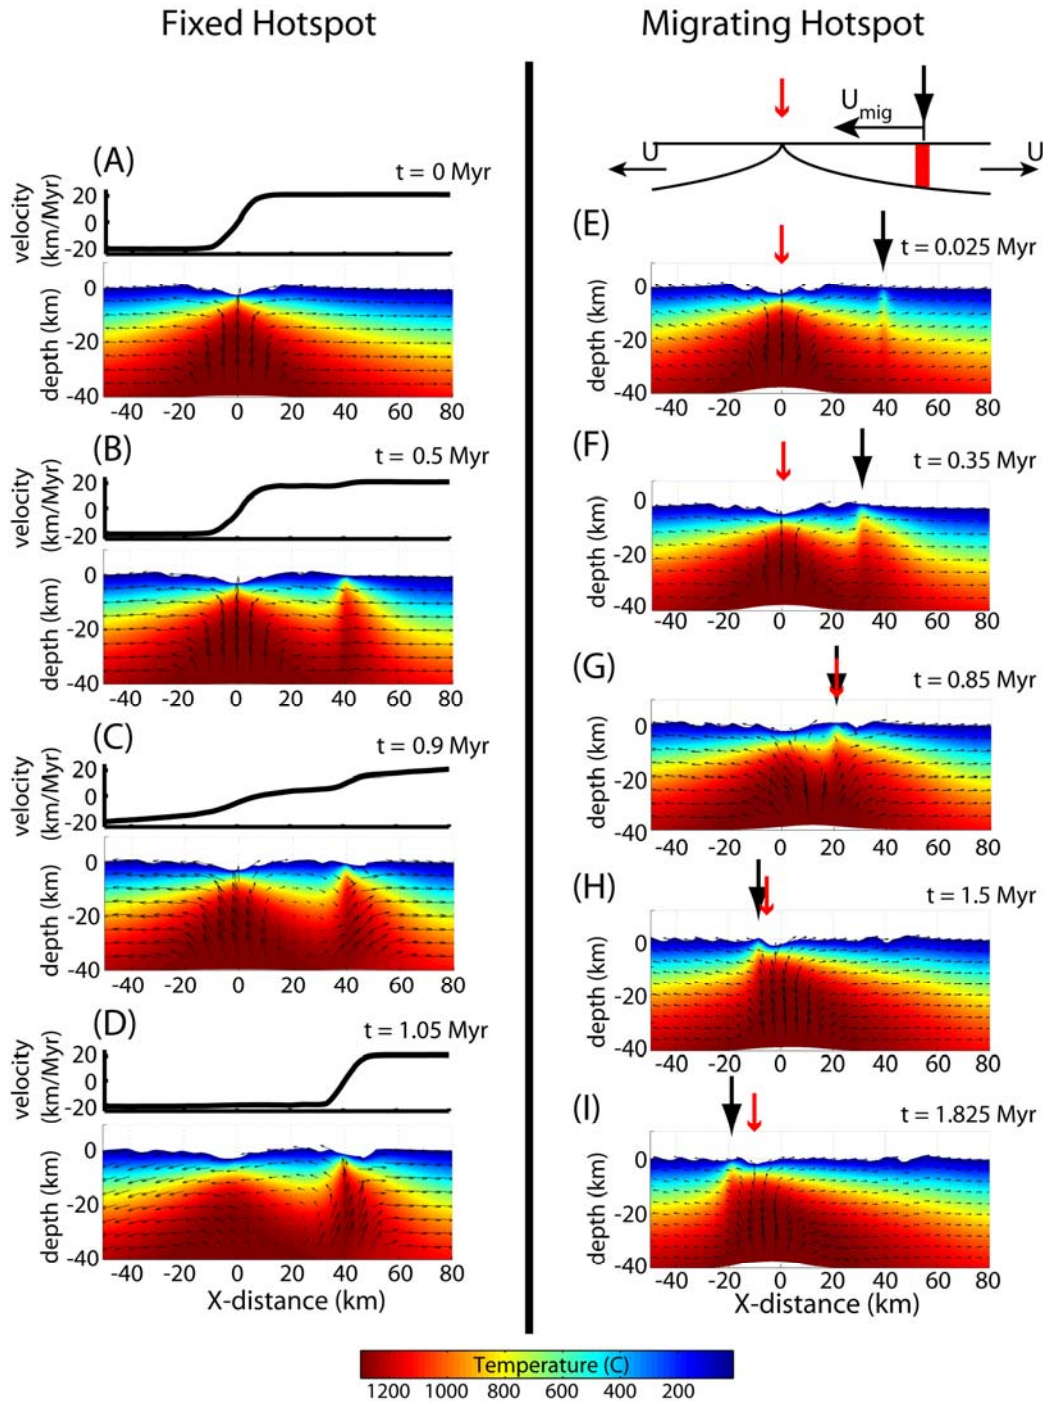 Fixed Hotspot
(A)
t = 0 Myr
velocity
(km/Myr)
20
0
-20
depth (km)
0
-20
-40
-40 -20 0 20 40 60 80
(B)
t = 0.5 Myr
velocity
(km/Myr)
20
0
-20
depth (km)
0
-20
-40
-40 -20 0 20 40 60 80
(C)
t = 0.9 Myr
velocity
(km/Myr)
20
0
-20
depth (km)
0
-20
-40
-40 -20 0 20 40 60 80
(D)
t = 1.05 Myr
velocity
(km/Myr)
20
0
-20
depth (km)
0
-20
-40
-40 -20 0 20 40 60 80
X-distance (km)
Migrating Hotspot
Umig
U
U
(E)
t = 0.025 Myr
depth (km)
0
-20
-40
-40 -20 0 20 40 60 80
(F)
t = 0.35 Myr
depth (km)
0
-20
-40
-40 -20 0 20 40 60 80
(G)
t = 0.85 Myr
depth (km)
0
-20
-40
-40 -20 0 20 40 60 80
(H)
t = 1.5 Myr
depth (km)
0
-20
-40
-40 -20 0 20 40 60 80
(I)
t = 1.825 Myr
depth (km)
0
-20
-40
-40 -20 0 20 40 60 80
X-distance (km)
Temperature (C)
1200 1000 800 600 400 200